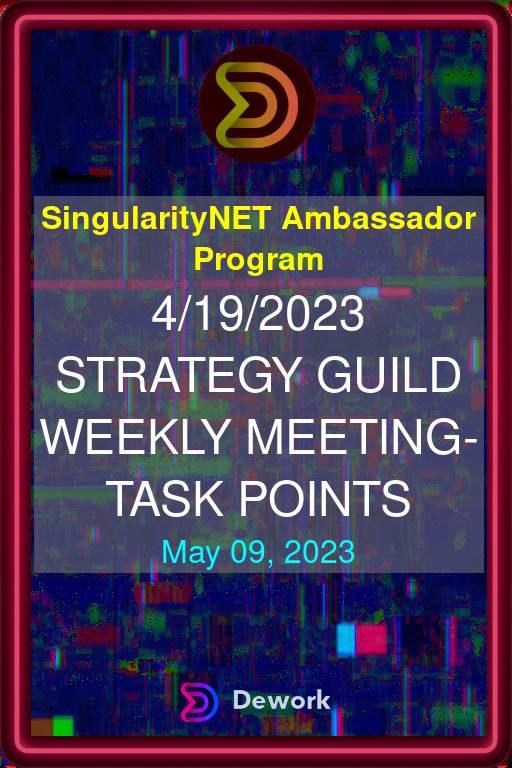 SingularityNET Ambassador
Program
4/19/2023
STRATEGY GUILD
WEEKLY MEETING-
TASK POINTS
May 09, 2023
Dework